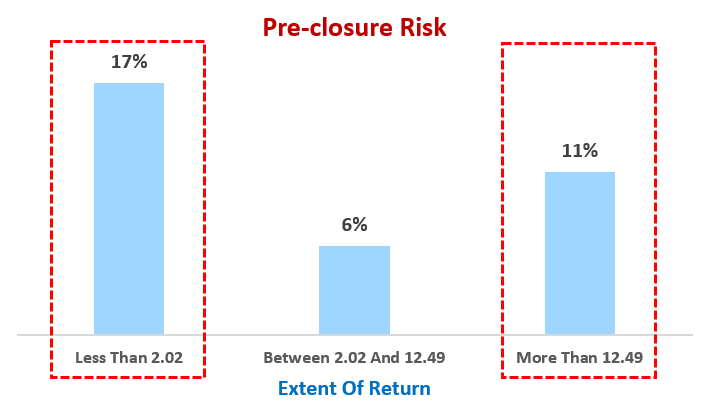 Pre-closure Risk
17%
6%
11%
Less Than 2.02
Between 2.02 And 12.49
More Than 12.49
Extent Of Return